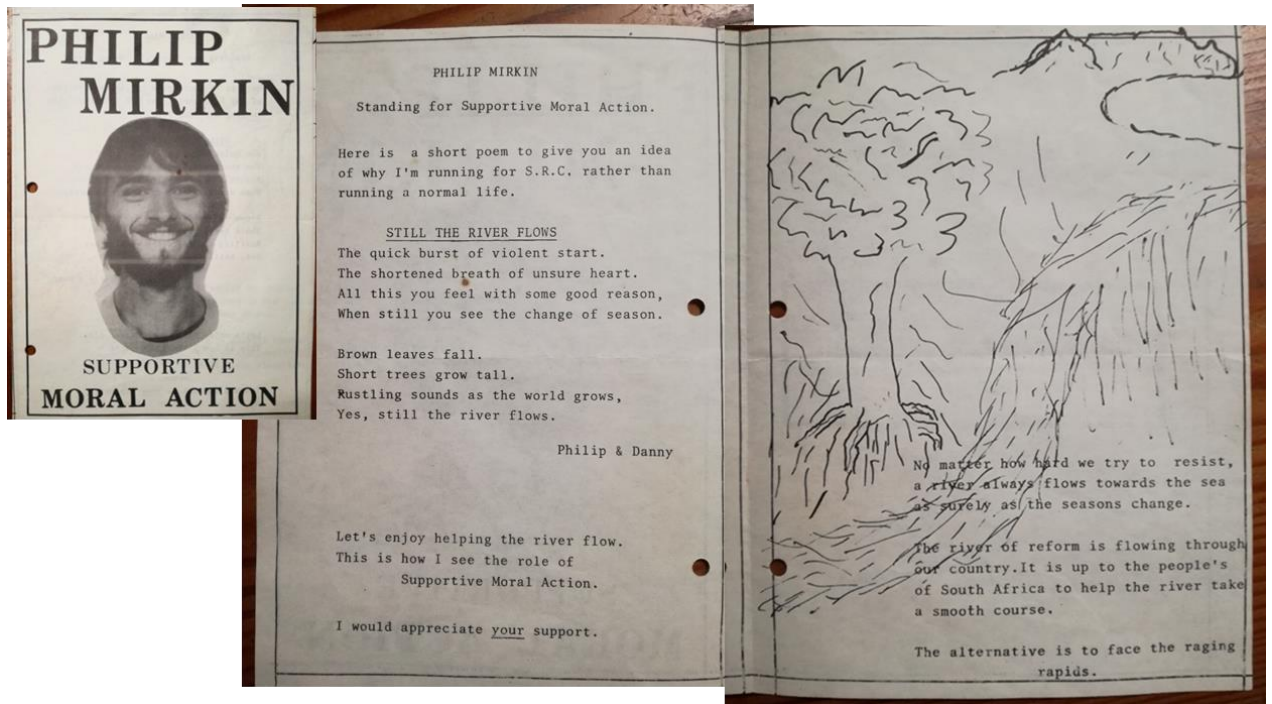 PHILIP
MIRKIN
SUPPORTIVE
MORAL ACTION
PHILIP MIRKIN
Standing for Supportive Moral Action.
Here is a short poem to give you an idea
of why I'm running for S.R.C. rather than
running a normal life.
STILL THE RIVER FLOWS
The quick burst of violent start.
The shortened breath of unsure heart.
All this you feel with some good reason,
When still you see the change of season.
Brown leaves fall.
Short trees grow tall.
Rustling sounds as the world grows,
Yes, still the river flows.
Philip & Danny
Let's enjoy helping the river flow.
This is how I see the role of
Supportive Moral Action.
I would appreciate your support.
No matter how hard we try to resist,
a river always flows towards the sea
as surely as the seasons change.
The river of reform is flowing through
our country.It is up to the people's
of South Africa to help the river take
a smooth course.
The alternative is to face the raging
rapids.